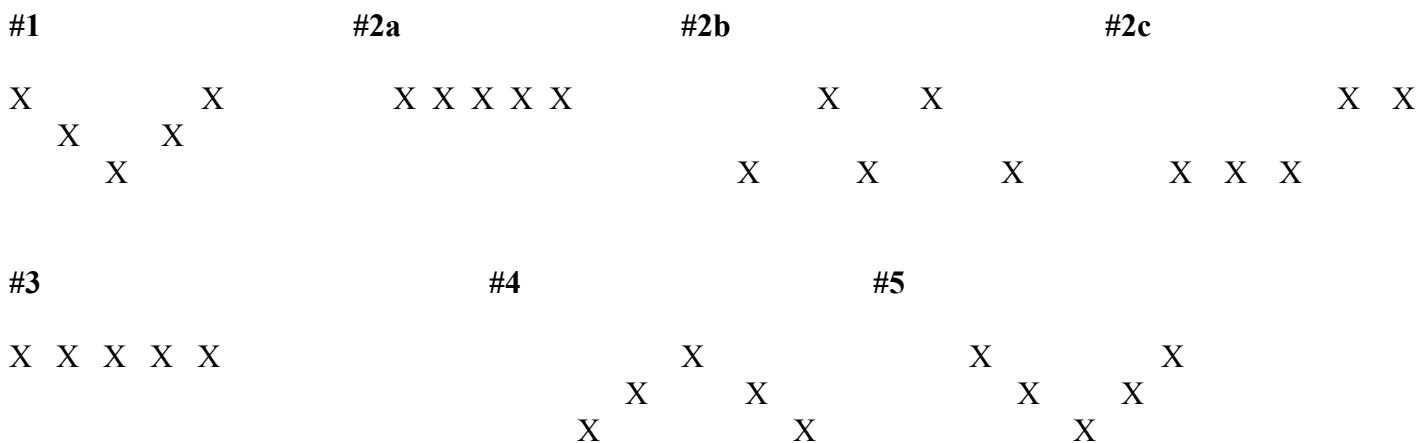 #1 #2a #2b #2c
X X X X X X X X X X X
X X
X X X X X X X
#3 #4 #5
X X X X X X X X
X X X X
X X X